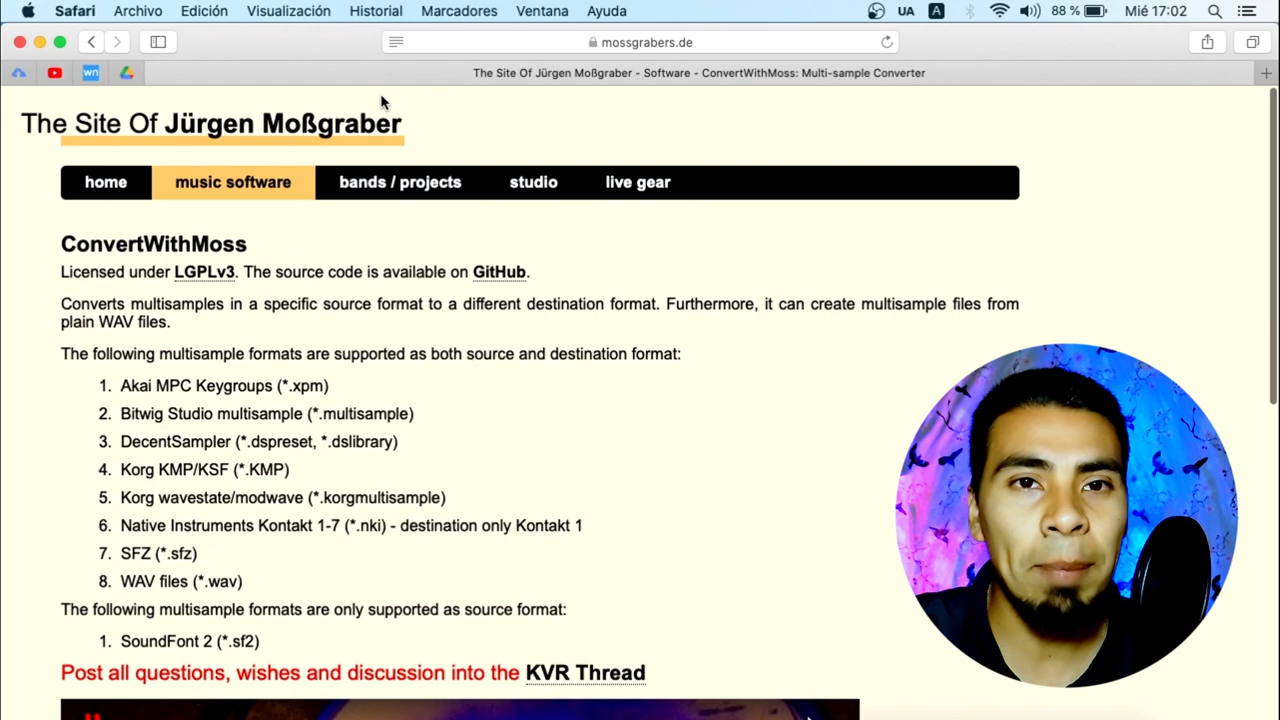 Safari Archivo Edición Visualización Historial Marcadores Ventana Ayuda UA A 88 % Mié 17:02
mossgrabers.de
wn The Site Of Jürgen Moßgraber - Software - ConvertWithMoss: Multi-sample Converter
The Site Of Jürgen Moßgraber
home music software bands / projects studio live gear
ConvertWithMoss
Licensed under LGPLv3. The source code is available on GitHub.
Converts multisamples in a specific source format to a different destination format. Furthermore, it can create multisample files from
plain WAV files.
The following multisample formats are supported as both source and destination format:
1. Akai MPC Keygroups (*.xpm)
2. Bitwig Studio multisample (*.multisample)
3. DecentSampler (*.dspreset, *.dslibrary)
4. Korg KMP/KSF (*.KMP)
5. Korg wavestate/modwave (*.korgmultisample)
6. Native Instruments Kontakt 1-7 (*.nki) - destination only Kontakt 1
7. SFZ (*.sfz)
8. WAV files (*.wav)
The following multisample formats are only supported as source format:
1. SoundFont 2 (*.sf2)
Post all questions, wishes and discussion into the KVR Thread